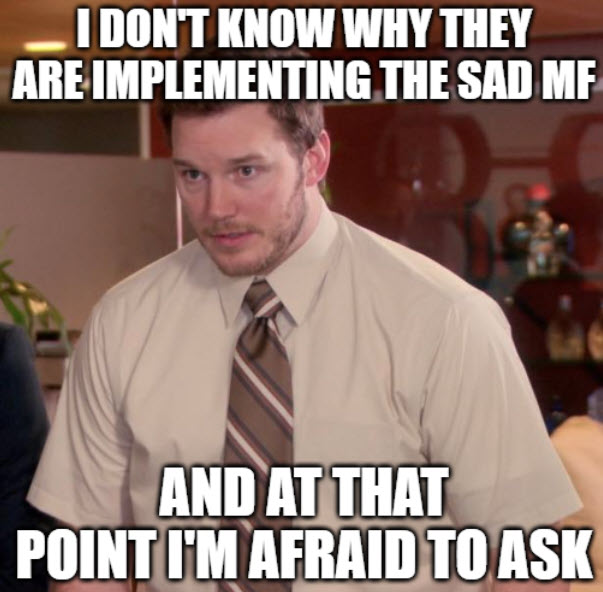 I DON'T KNOW WHY THEY
ARE IMPLEMENTING THE SAD MF
AND AT THAT
POINT I'M AFRAID TO ASK